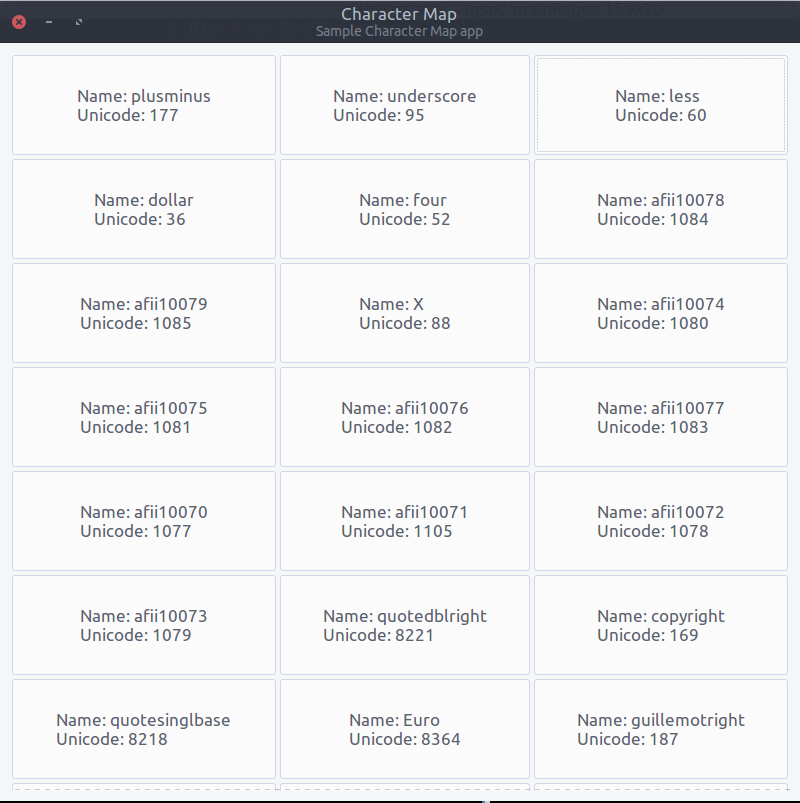 Character Map
Sample Character Map app
Name: plusminus
Unicode: 177
Name: underscore
Unicode: 95
Name: less
Unicode: 60
Name: dollar
Unicode: 36
Name: four
Unicode: 52
Name: afii10078
Unicode: 1084
Name: afii10079
Unicode: 1085
Name: X
Unicode: 88
Name: afii10074
Unicode: 1080
Name: afii10075
Unicode: 1081
Name: afii10076
Unicode: 1082
Name: afii10077
Unicode: 1083
Name: afii10070
Unicode: 1077
Name: afii10071
Unicode: 1105
Name: afii10072
Unicode: 1078
Name: afii10073
Unicode: 1079
Name: quotedblright
Unicode: 8221
Name: copyright
Unicode: 169
Name: quotesinglbase
Unicode: 8218
Name: Euro
Unicode: 8364
Name: guillemotright
Unicode: 187